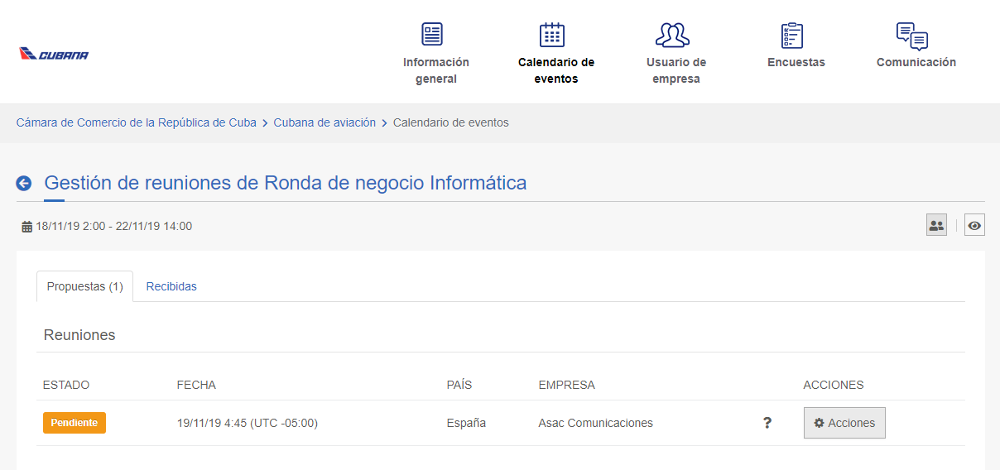 CUBANA
Información general
Calendario de eventos
Usuario de empresa
Encuestas
Comunicación
Cámara de Comercio de la República de Cuba > Cubana de aviación > Calendario de eventos
Gestión de reuniones de Ronda de negocio Informática
18/11/19 2:00 - 22/11/19 14:00
Propuestas (1) Recibidas
Reuniones
ESTADO FECHA PAÍS EMPRESA ACCIONES
Pendiente 19/11/19 4:45 (UTC -05:00) España Asac Comunicaciones ? Acciones